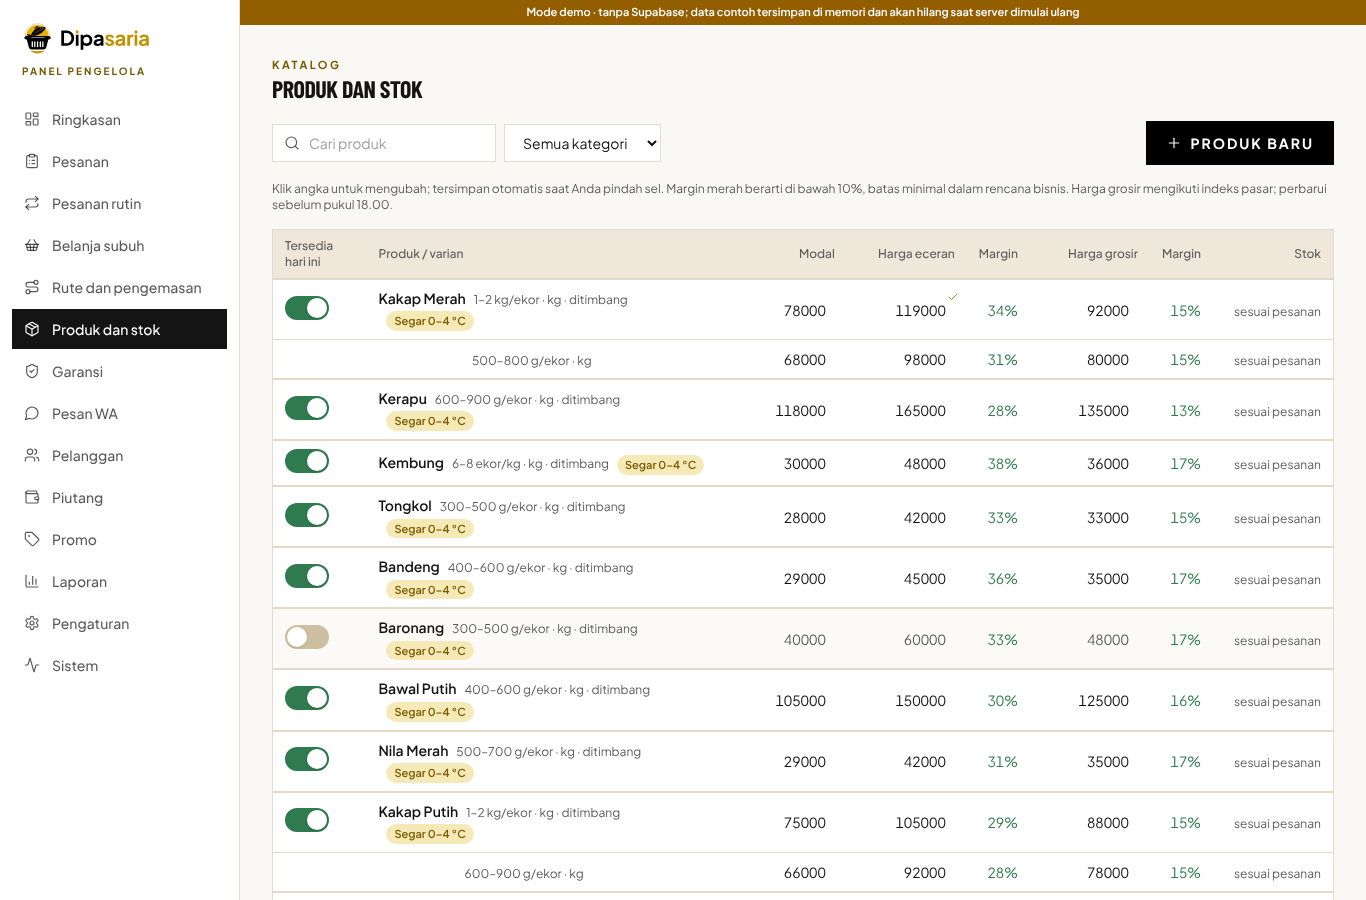 Mode demo · tanpa Supabase; data contoh tersimpan di memori dan akan hilang saat server dimulai ulang
Dipasaria
PANEL PENGELOLA
Ringkasan
Pesanan
Pesanan rutin
Belanja subuh
Rute dan pengemasan
Produk dan stok
Garansi
Pesan WA
Pelanggan
Piutang
Promo
Laporan
Pengaturan
Sistem
KATALOG
PRODUK DAN STOK
Cari produk
Semua kategori
PRODUK BARU
Klik angka untuk mengubah; tersimpan otomatis saat Anda pindah sel. Margin merah berarti di bawah 10%, batas minimal dalam rencana bisnis. Harga grosir mengikuti indeks pasar; perbarui
sebelum pukul 18.00.
Tersedia hari ini Produk / varian Modal Harga eceran Margin Harga grosir Margin Stok
Kakap Merah 1–2 kg/ekor · kg · ditimbang
Segar 0–4 °C
78000 119000 34% 92000 15% sesuai pesanan
500–800 g/ekor · kg 68000 98000 31% 80000 15% sesuai pesanan
Kerapu 600–900 g/ekor · kg · ditimbang
Segar 0–4 °C
118000 165000 28% 135000 13% sesuai pesanan
Kembung 6–8 ekor/kg · kg · ditimbang Segar 0–4 °C 30000 48000 38% 36000 17% sesuai pesanan
Tongkol 300–500 g/ekor · kg · ditimbang
Segar 0–4 °C
28000 42000 33% 33000 15% sesuai pesanan
Bandeng 400–600 g/ekor · kg · ditimbang
Segar 0–4 °C
29000 45000 36% 35000 17% sesuai pesanan
Baronang 300–500 g/ekor · kg · ditimbang
Segar 0–4 °C
40000 60000 33% 48000 17% sesuai pesanan
Bawal Putih 400–600 g/ekor · kg · ditimbang
Segar 0–4 °C
105000 150000 30% 125000 16% sesuai pesanan
Nila Merah 500–700 g/ekor · kg · ditimbang
Segar 0–4 °C
29000 42000 31% 35000 17% sesuai pesanan
Kakap Putih 1–2 kg/ekor · kg · ditimbang
Segar 0–4 °C
75000 105000 29% 88000 15% sesuai pesanan
600–900 g/ekor · kg 66000 92000 28% 78000 15% sesuai pesanan